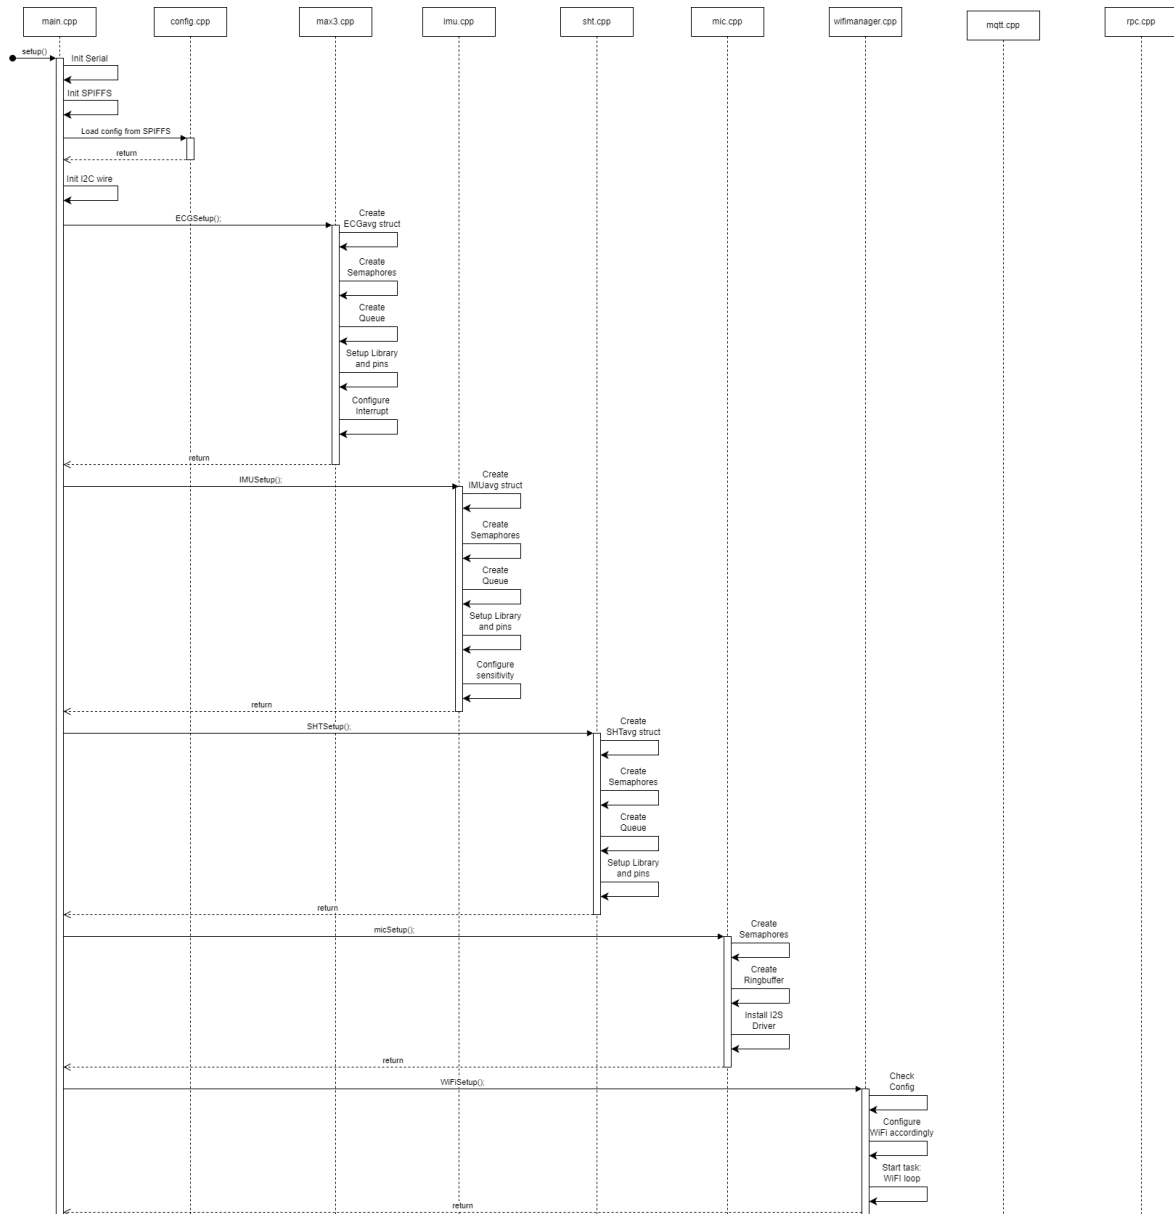 main.cpp
config.cpp
max3.cpp
imu.cpp
sht.cpp
mic.cpp
wifimanager.cpp
mqtt.cpp
rpc.cpp
setup()
Init Serial
Init SPIFFS
Load config from SPIFFS
return
Init I2C wire
ECGSetup();
Create
ECGavg struct
Create
Semaphores
Create
Queue
Setup Library
and pins
Configure
Interrupt
return
IMUSetup();
Create
IMUavg struct
Create
Semaphores
Create
Queue
Setup Library
and pins
Configure
sensitivity
return
SHTSetup();
Create
SHTavg struct
Create
Semaphores
Create
Queue
Setup Library
and pins
return
micSetup();
Create
Semaphores
Create
Ringbuffer
Install I2S
Driver
return
WiFiSetup();
Check
Config
Configure
WiFi accordingly
Start task:
WiFI loop
return